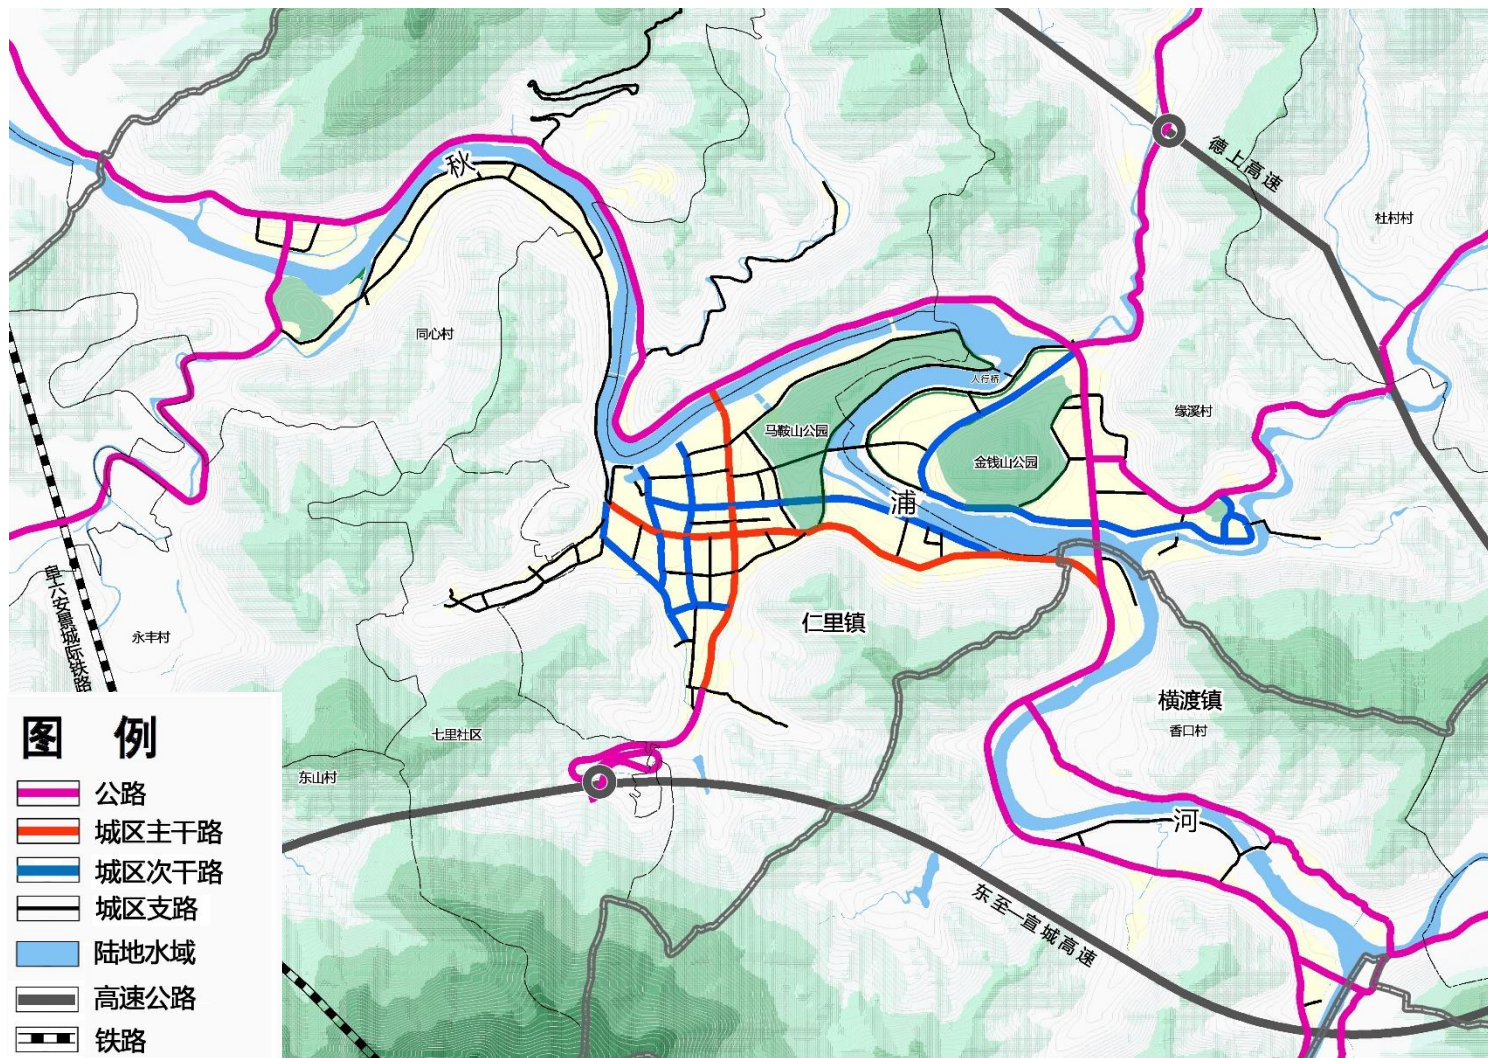 秋
德上高速
杜村村
同心村
人行桥
缘溪村
马鞍山公园
金钱山公园
浦
阜六安景城际铁路
仁里镇
永丰村
横渡镇
香口村
七里社区
东山村
河
东至—宣城高速
图 例
公路
城区主干路
城区次干路
城区支路
陆地水域
高速公路
铁路